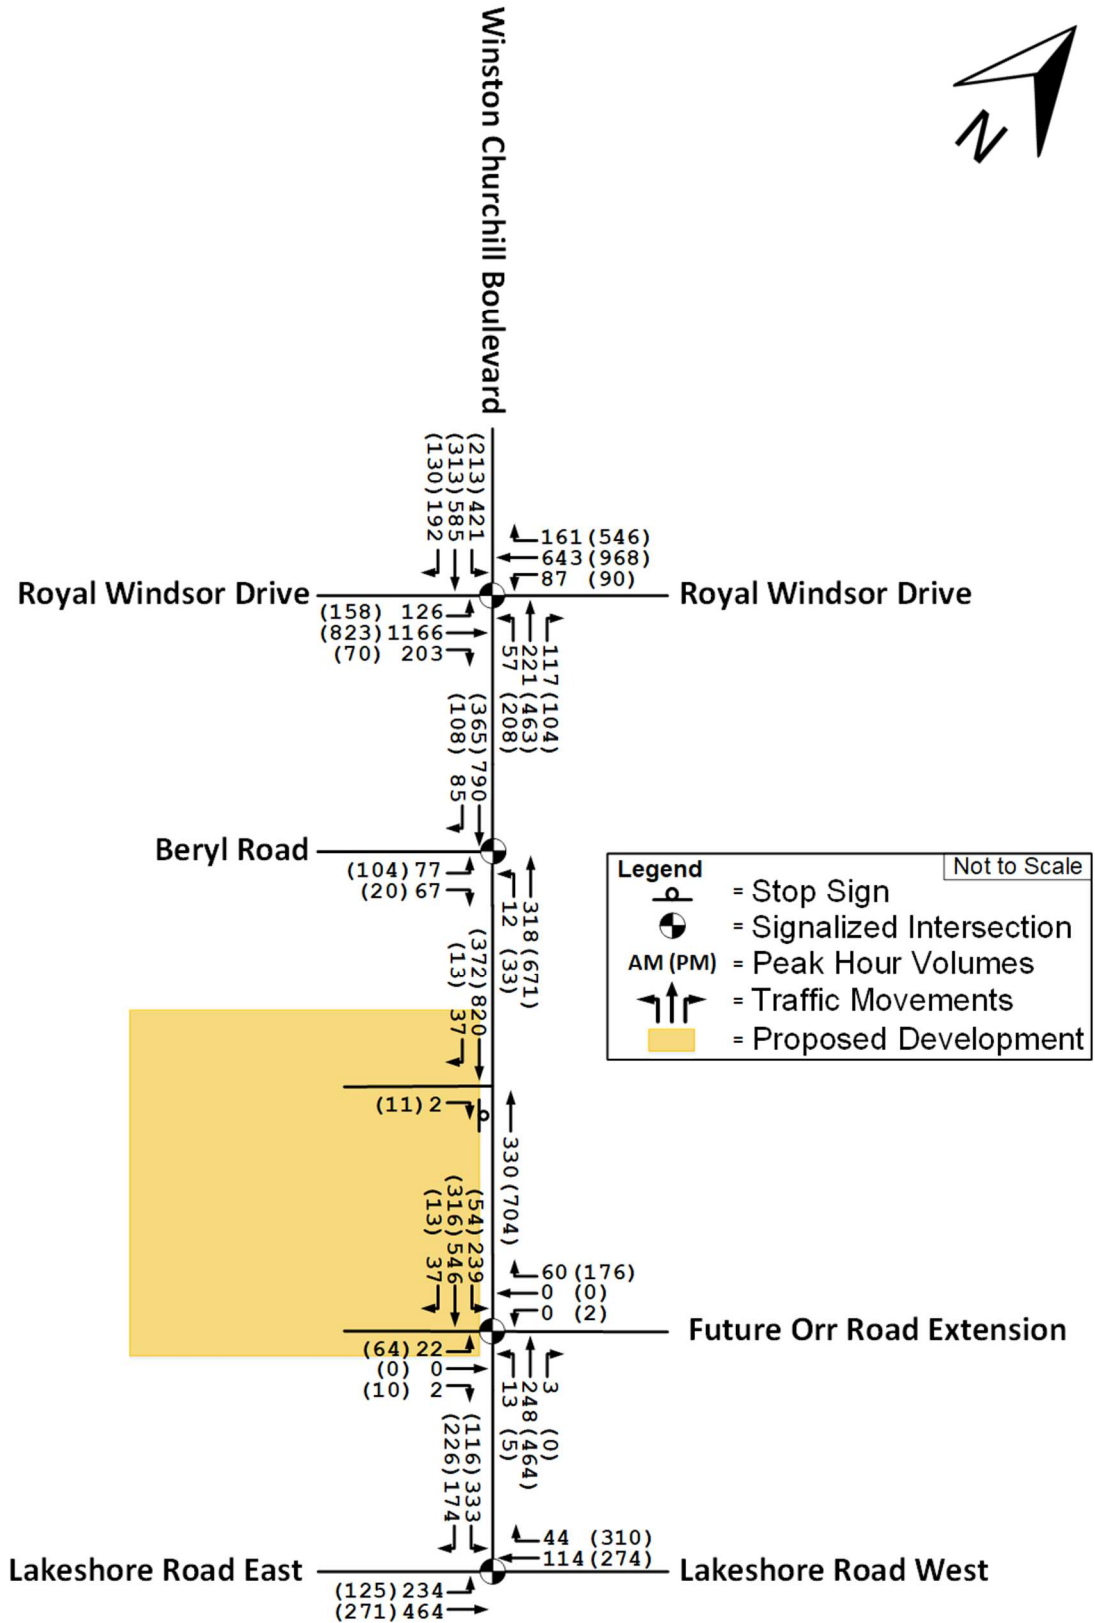 Winston Churchill Boulevard
N
(130) 192
(313) 585
(213) 421
161 (546)
643 (968)
87 (90)
Royal Windsor Drive
Royal Windsor Drive
(158) 126
(823) 1166
(70) 203
57 (208)
221 (463)
117 (104)
(108) 85
(365) 790
Beryl Road
(104) 77
(20) 67
12 (33)
318 (671)
Legend
Not to Scale
= Stop Sign
= Signalized Intersection
AM (PM) = Peak Hour Volumes
= Traffic Movements
= Proposed Development
(13) 37
(372) 820
(11) 2
330 (704)
(13) 37
(316) 546
(54) 239
60 (176)
0 (0)
0 (2)
Future Orr Road Extension
(64) 22
(0) 0
(10) 2
13 (5)
248 (464)
3 (0)
(226) 174
(116) 333
44 (310)
114 (274)
Lakeshore Road East
Lakeshore Road West
(125) 234
(271) 464